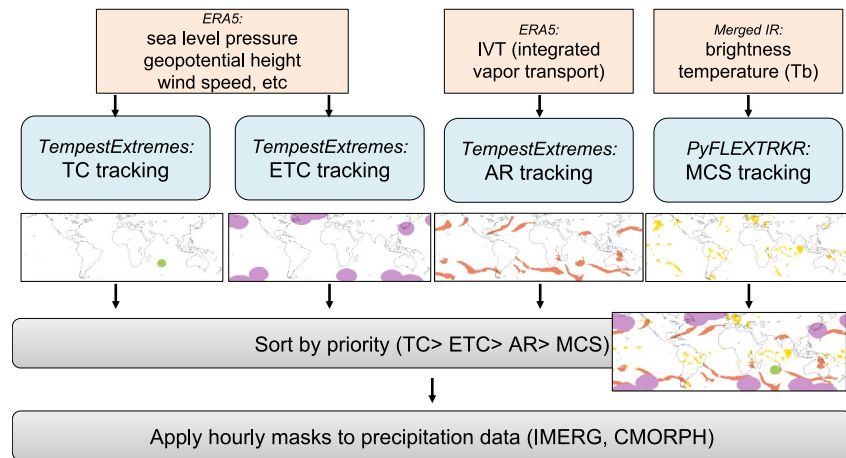 ERA5:
sea level pressure
geopotential height
wind speed, etc
ERA5:
IVT (integrated
vapor transport)
Merged IR:
brightness
temperature (Tb)
TempestExtremes:
TC tracking
TempestExtremes:
ETC tracking
TempestExtremes:
AR tracking
PyFLEXTRKR:
MCS tracking
Sort by priority (TC> ETC> AR> MCS)
Apply hourly masks to precipitation data (IMERG, CMORPH)